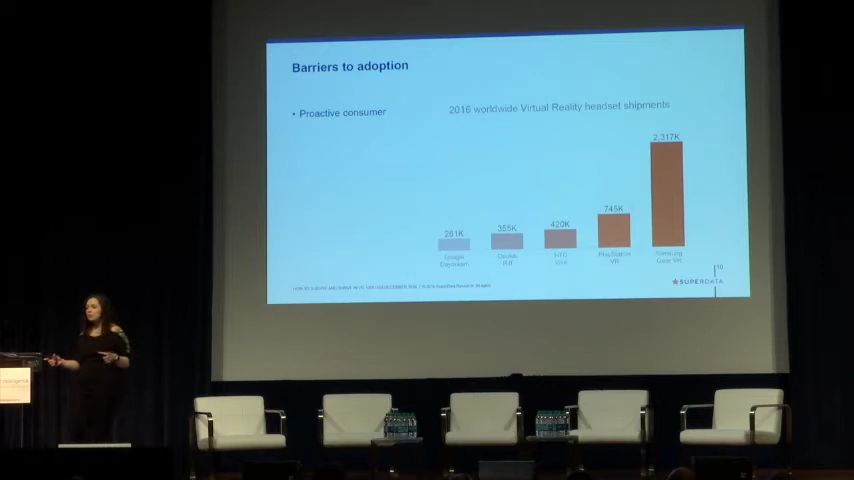 Barriers to adoption
• Proactive consumer
2016 worldwide Virtual Reality headset shipments
2,317K
745K
420K
355K
261K
Google
Daydream
Oculus
Rift
HTC
Vive
PlayStation
VR
Samsung
Gear VR
10
SUPERDATA